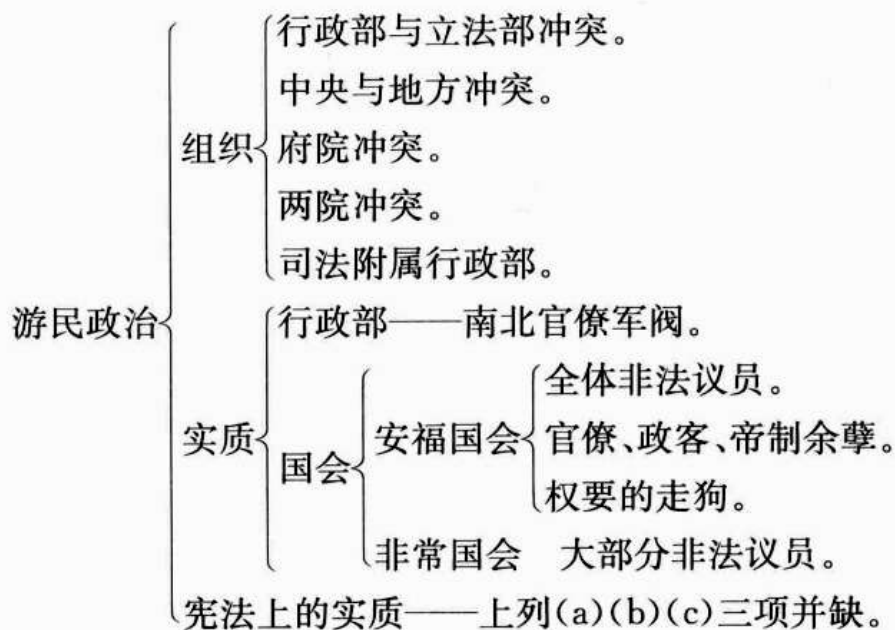 行政部与立法部冲突。
中央与地方冲突。
组织
府院冲突。
两院冲突。
司法附属行政部。
游民政治
行政部——南北官僚军阀。
全体非法议员。
实质
国会
安福国会
官僚、政客、帝制余孽。
权要的走狗。
非常国会 大部分非法议员。
宪法上的实质——上列(a)(b)(c)三项并缺。